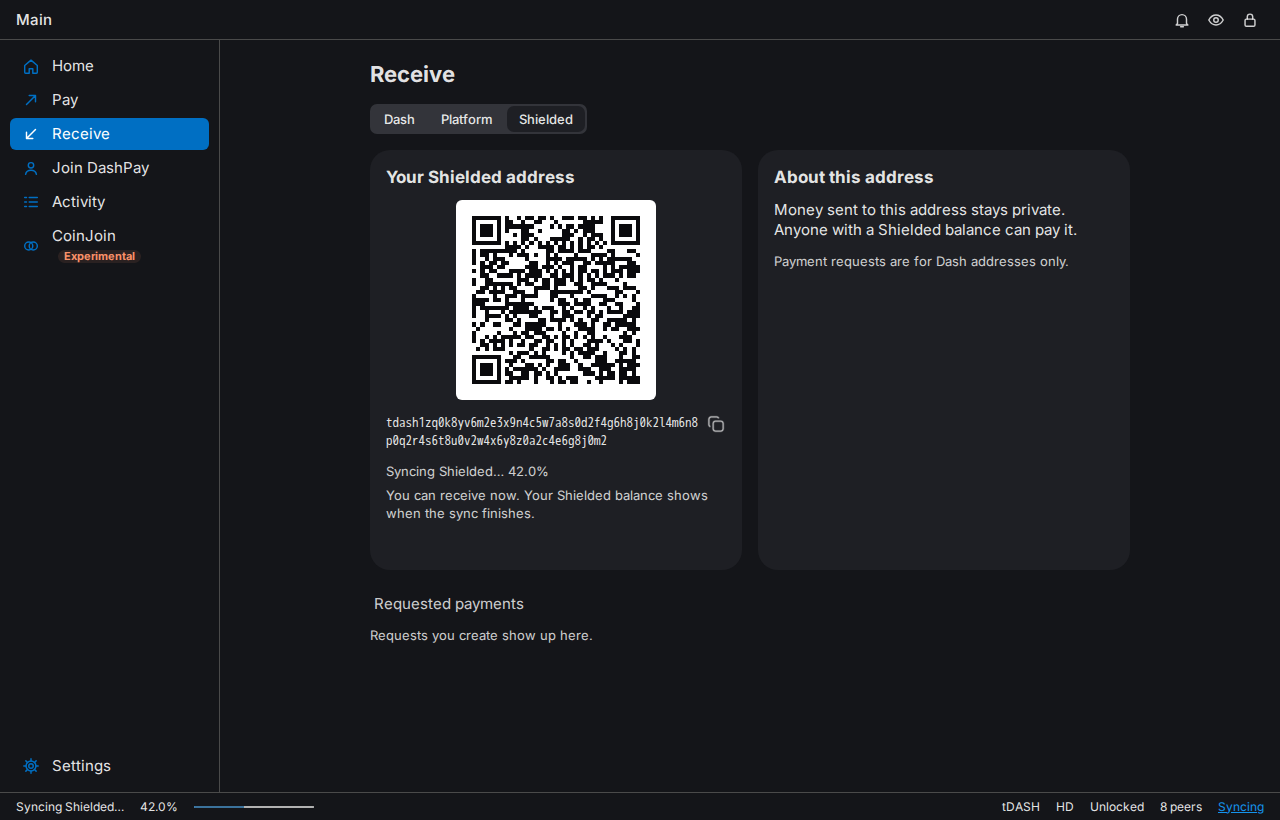 Main
Home
Pay
Receive
Join DashPay
Activity
CoinJoin
Experimental
Settings
Receive
Dash Platform Shielded
Your Shielded address
tdash1zq0k8yv6m2e3x9n4c5w7a8s0d2f4g6h8j0k2l4m6n8
p0q2r4s6t8u0v2w4x6y8z0a2c4e6g8j0m2
Syncing Shielded... 42.0%
You can receive now. Your Shielded balance shows
when the sync finishes.
About this address
Money sent to this address stays private.
Anyone with a Shielded balance can pay it.
Payment requests are for Dash addresses only.
Requested payments
Requests you create show up here.
Syncing Shielded... 42.0% tDASH HD Unlocked 8 peers Syncing